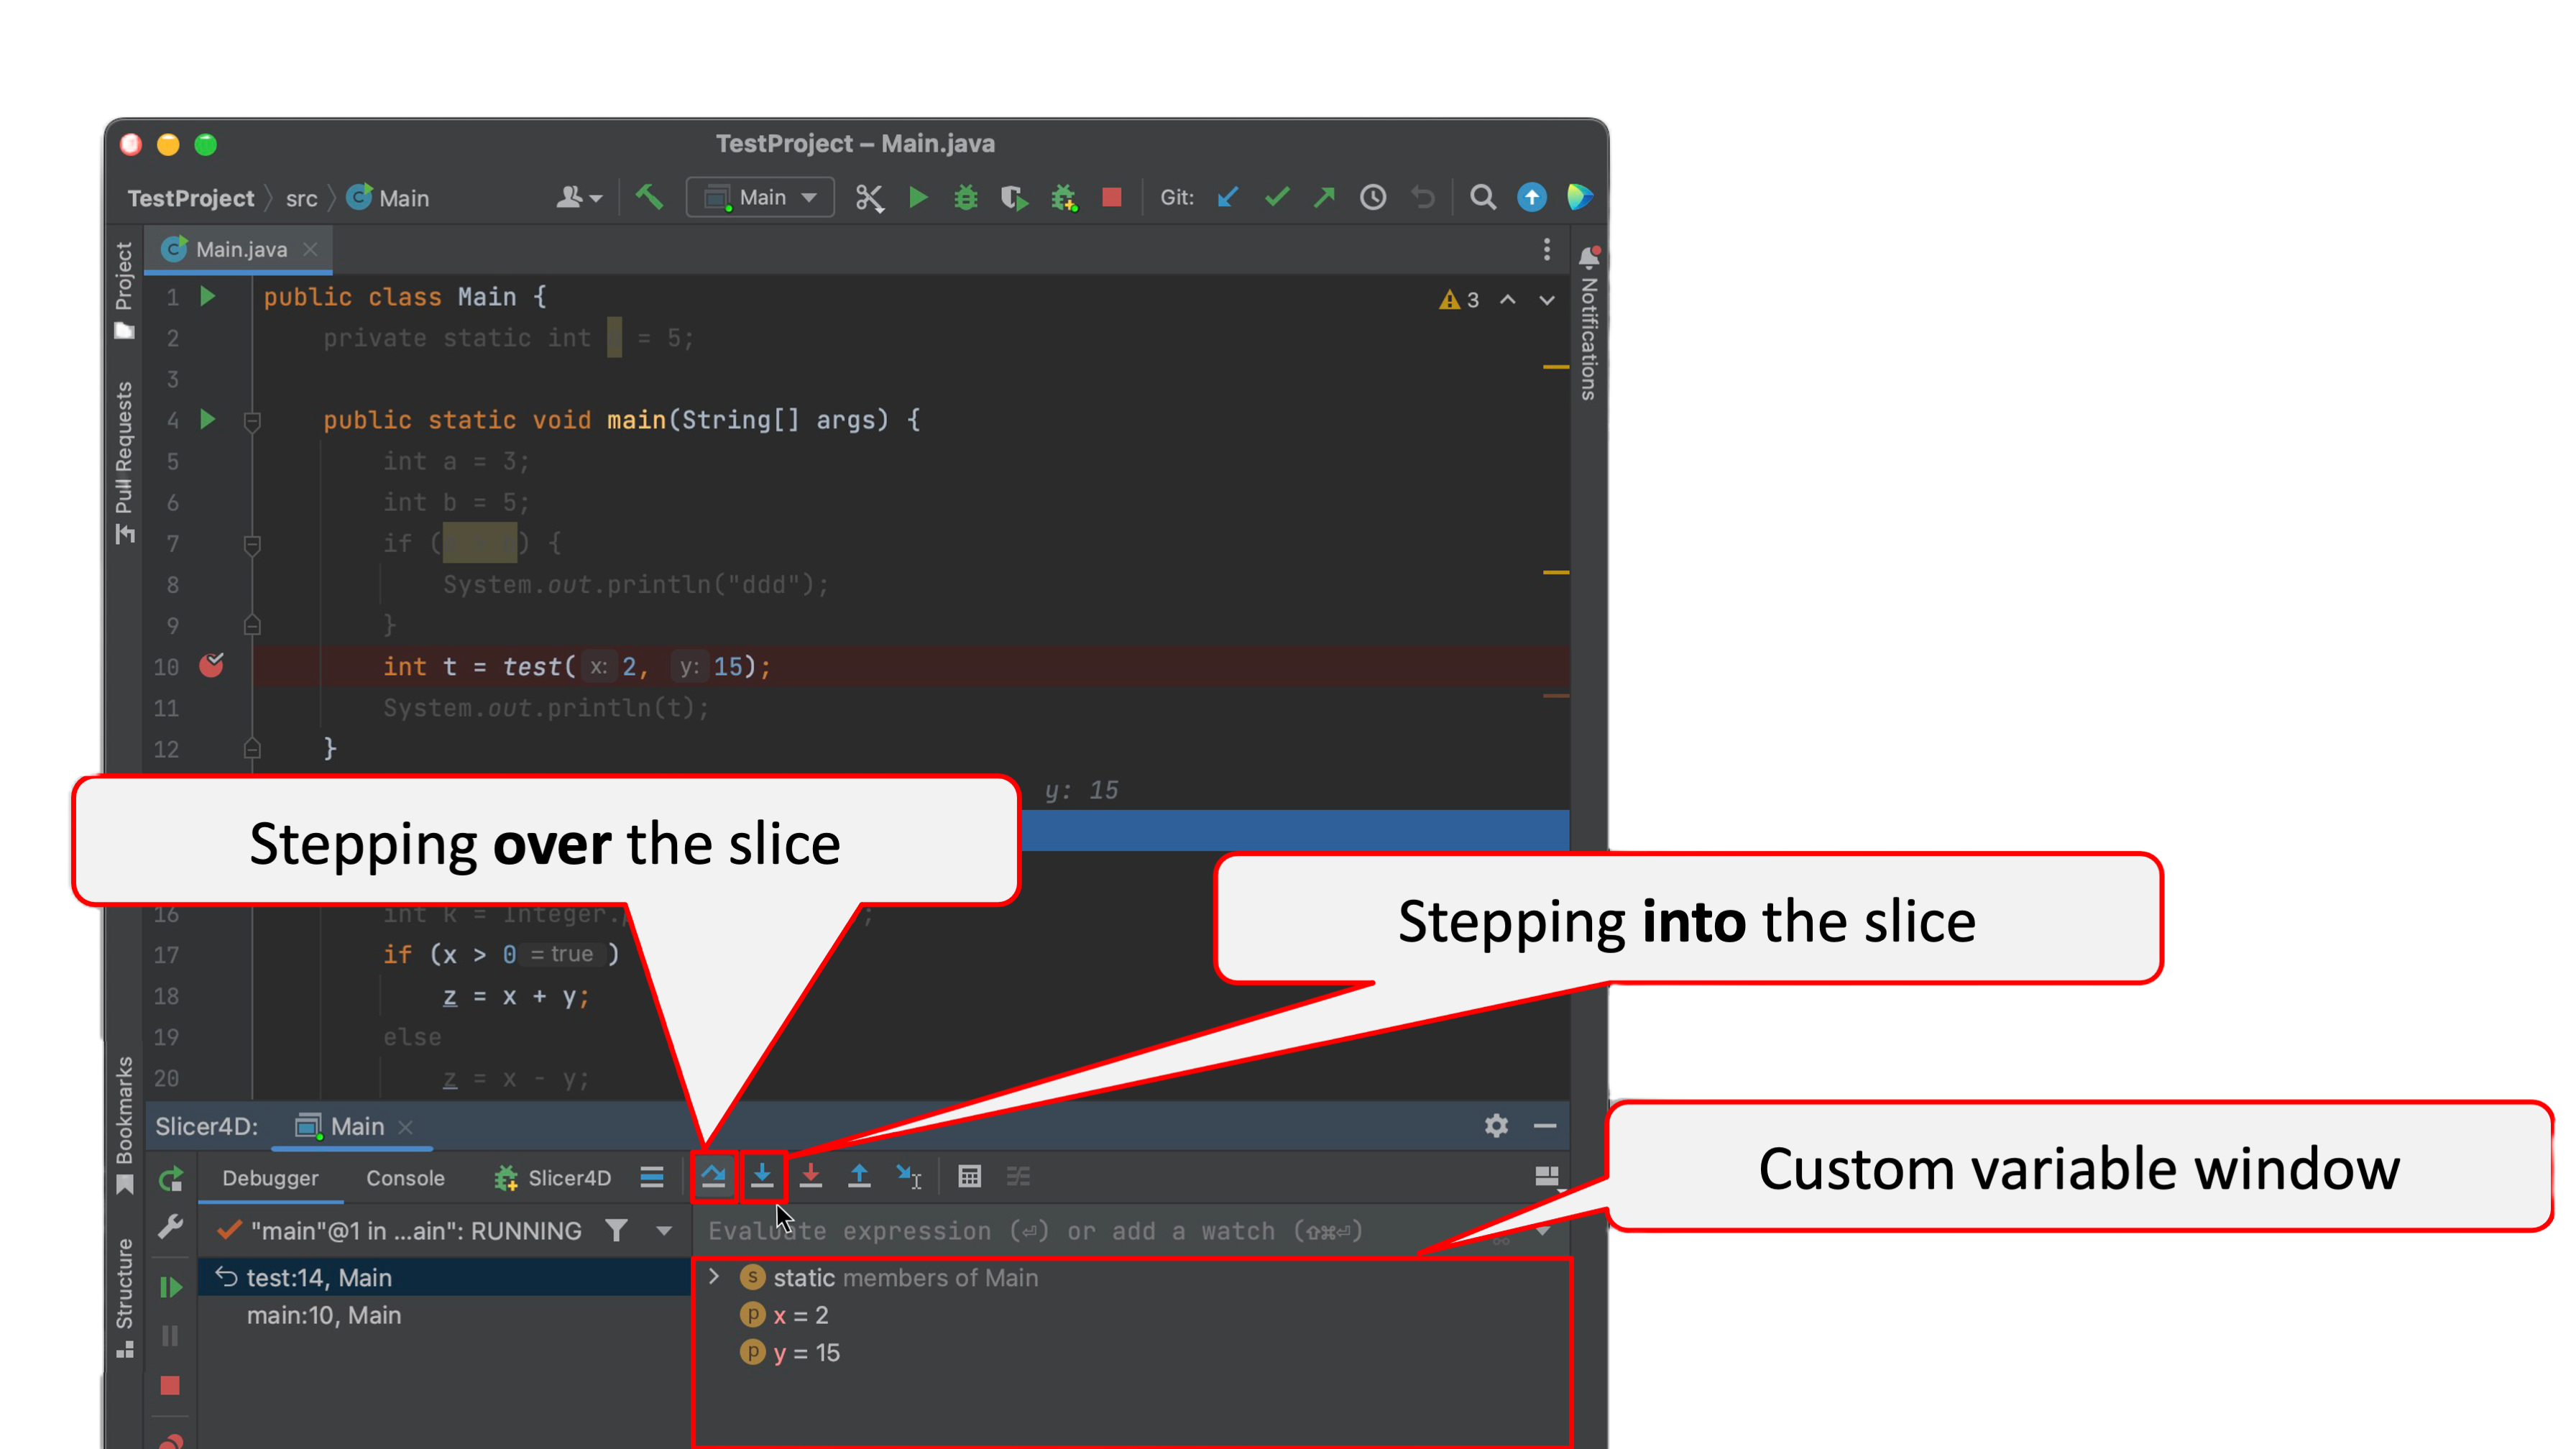 TestProject – Main.java
TestProject src Main
Main
Git:
Project
Pull Requests
Bookmarks
Structure
Notifications
Main.java
3
1 public class Main {
2 private static int = 5;
3
4 public static void main(String[] args) {
5 int a = 3;
6 int b = 5;
7 if ( ) {
8 System.out.println("ddd");
9 }
10 int t = test( x: 2, y: 15);
11 System.out.println(t);
12 }
y: 15
Stepping over the slice
Stepping into the slice
16 int k = Integer. ;
17 if (x > 0 = true )
18 z = x + y;
19 else
20 z = x - y;
Slicer4D: Main
Custom variable window
Debugger Console Slicer4D
"main"@1 in ...ain": RUNNING
Evaluate expression (⏎) or add a watch (⇧⌘⏎)
test:14, Main
main:10, Main
s static members of Main
p x = 2
p y = 15